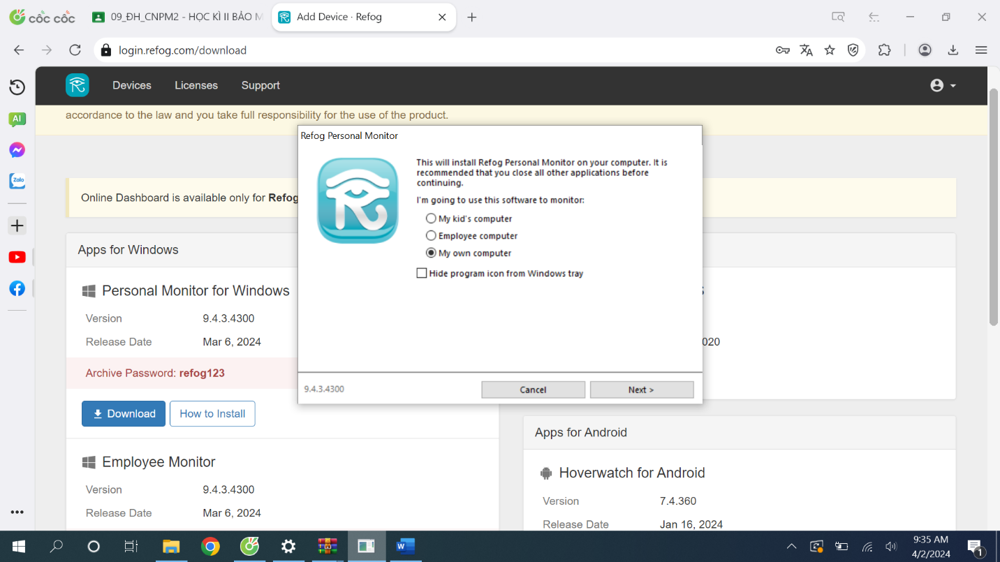 cốc cốc
09_ĐH_CNPM2 - HỌC KÌ II BẢO M
Add Device · Refog
login.refog.com/download
Devices
Licenses
Support
AI
Zalo
accordance to the law and you take full responsibility for the use of the product.
Online Dashboard is available only for Refog
Refog Personal Monitor
This will install Refog Personal Monitor on your computer. It is
recommended that you close all other applications before
continuing.
I'm going to use this software to monitor:
My kid's computer
Employee computer
My own computer
Hide program icon from Windows tray
9.4.3.4300
Cancel
Next >
Apps for Windows
Personal Monitor for Windows
Version 9.4.3.4300
Release Date Mar 6, 2024
Archive Password: refog123
Download
How to Install
Employee Monitor
Version 9.4.3.4300
Release Date Mar 6, 2024
020
Apps for Android
Hoverwatch for Android
Version 7.4.360
Release Date Jan 16, 2024
9:35 AM
4/2/2024
1